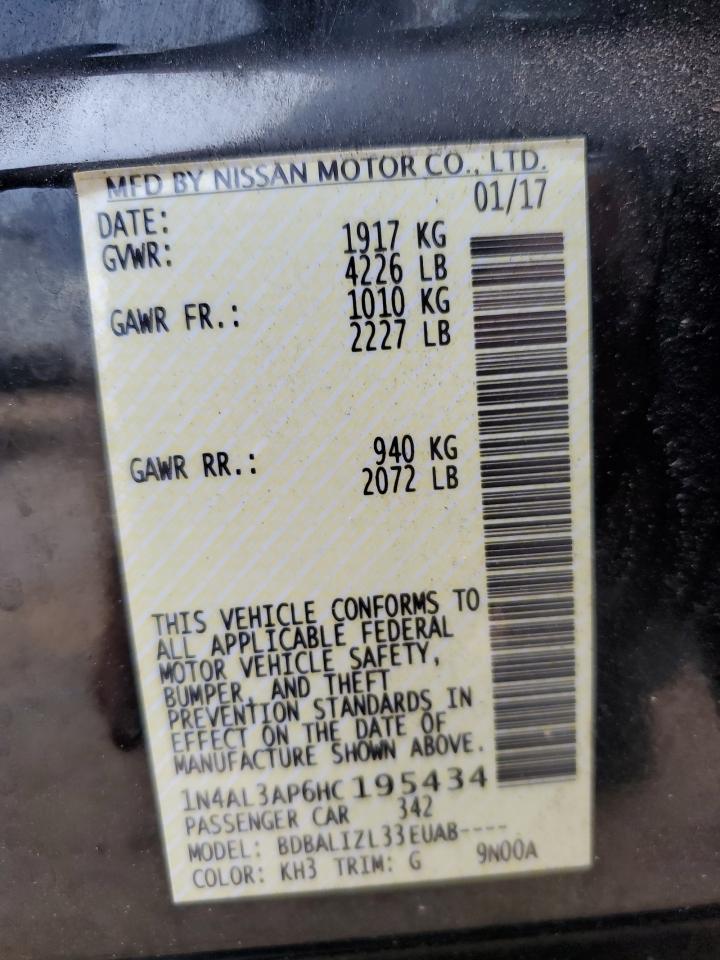 MFD BY NISSAN MOTOR CO., LTD.
DATE: 01/17
GVWR: 1917 KG
4226 LB
GAWR FR.: 1010 KG
2227 LB
GAWR RR.: 940 KG
2072 LB
THIS VEHICLE CONFORMS TO
ALL APPLICABLE FEDERAL
MOTOR VEHICLE SAFETY,
BUMPER, AND THEFT
PREVENTION STANDARDS IN
EFFECT ON THE DATE OF
MANUFACTURE SHOWN ABOVE.
1N4AL3AP6HC195434
PASSENGER CAR 342
MODEL: BDBALIZL33EUAB----
COLOR: KH3 TRIM: G 9N00A